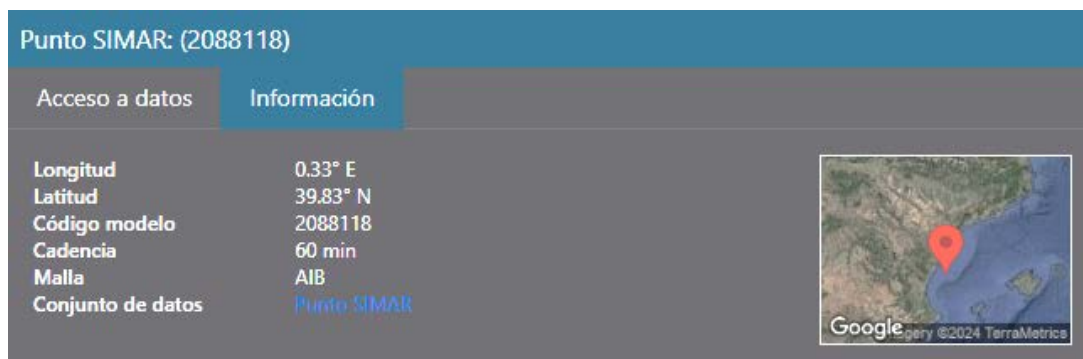 Punto SIMAR: (2088118)
Acceso a datos Información
Longitud 0.33° E
Latitud 39.83° N
Código modelo 2088118
Cadencia 60 min
Malla AIB
Conjunto de datos Punto SIMAR
Google
©2024 TerraMetrics